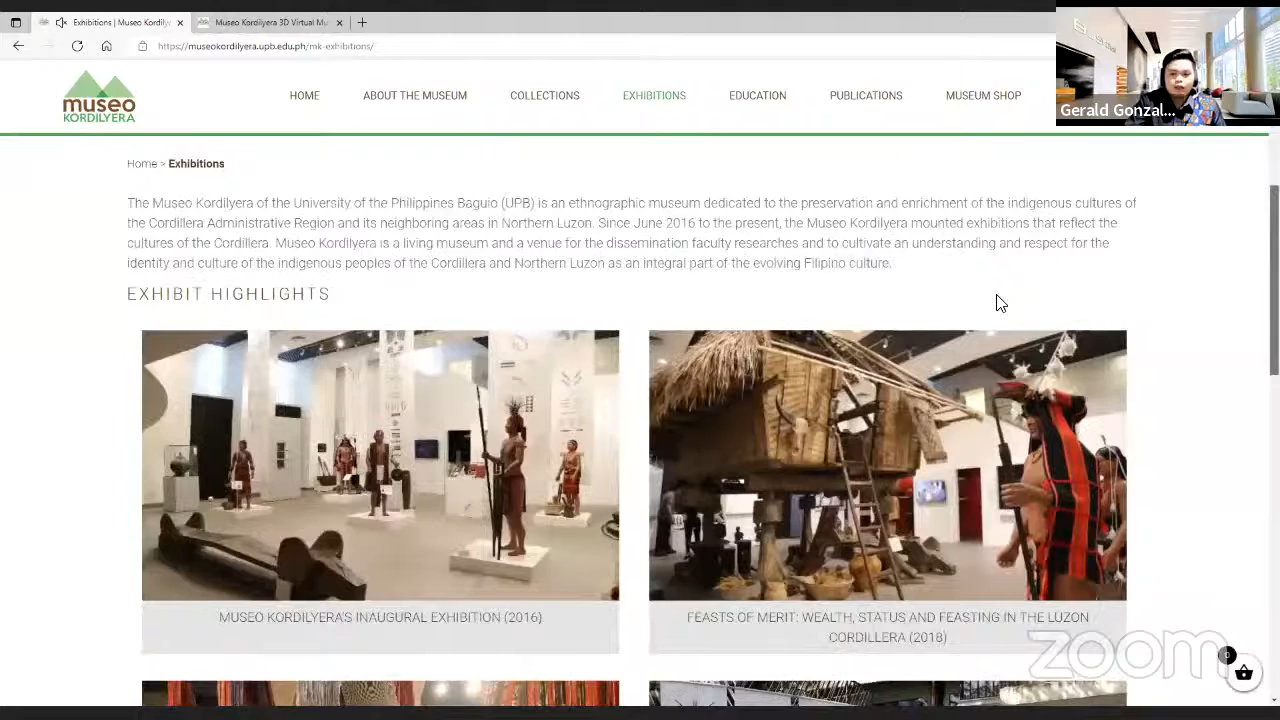 Exhibitions | Museo Kordilye
Museo Kordilyera 3D Virtual Mu
https://museokordilyera.upb.edu.ph/mk-exhibitions/
museo
KORDILYERA
HOME
ABOUT THE MUSEUM
COLLECTIONS
EXHIBITIONS
EDUCATION
PUBLICATIONS
MUSEUM SHOP
Gerald Gonzal...
Home > Exhibitions
The Museo Kordilyera of the University of the Philippines Baguio (UPB) is an ethnographic museum dedicated to the preservation and enrichment of the indigenous cultures of
the Cordillera Administrative Region and its neighboring areas in Northern Luzon. Since June 2016 to the present, the Museo Kordilyera mounted exhibitions that reflect the
cultures of the Cordillera. Museo Kordilyera is a living museum and a venue for the dissemination faculty researches and to cultivate an understanding and respect for the
identity and culture of the indigenous peoples of the Cordillera and Northern Luzon as an integral part of the evolving Filipino culture.
EXHIBIT HIGHLIGHTS
MUSEO KORDILYERA'S INAUGURAL EXHIBITION (2016)
FEASTS OF MERIT: WEALTH, STATUS AND FEASTING IN THE LUZON
CORDILLERA (2018)
zoom
0